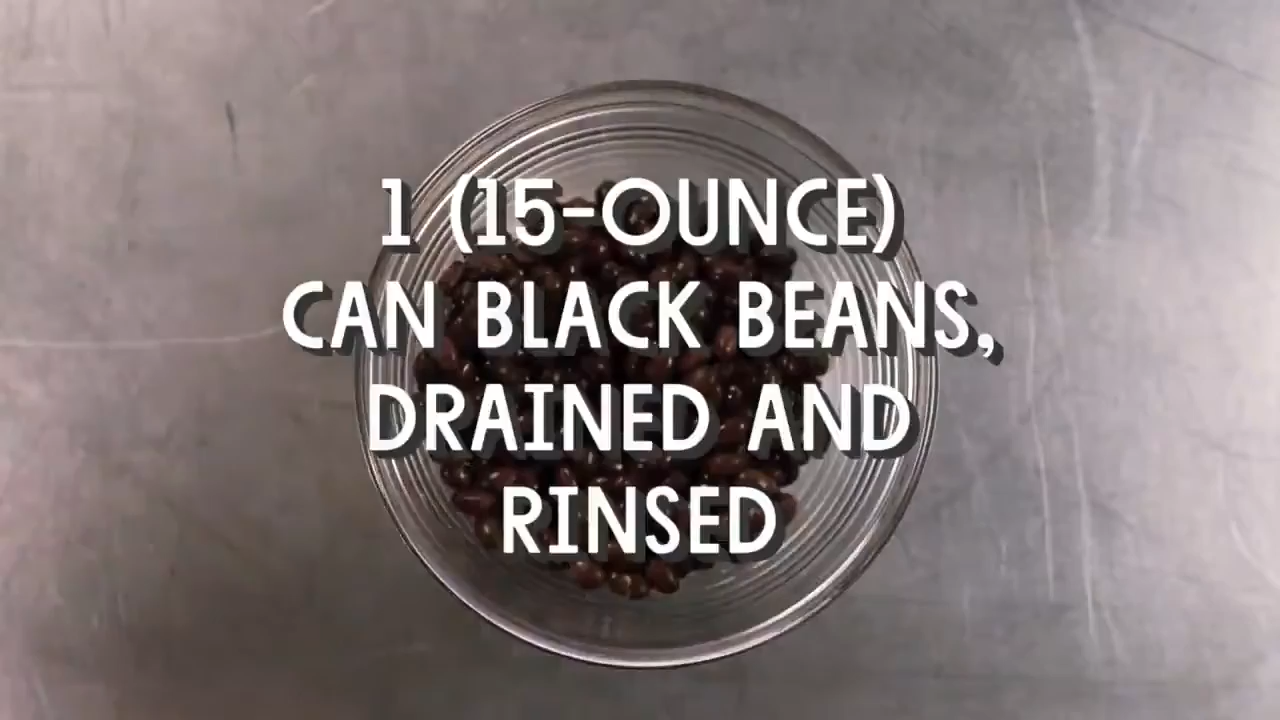 1 (15-OUNCE)
CAN BLACK BEANS,
DRAINED AND
RINSED